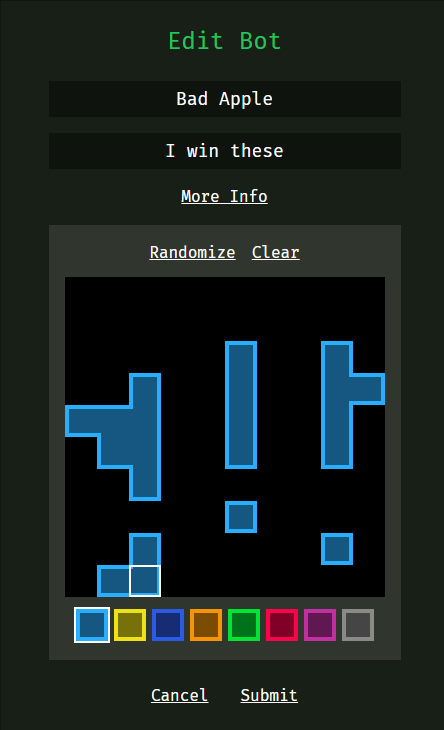 Edit Bot
Bad Apple
I win these
More Info
Randomize Clear
Cancel Submit